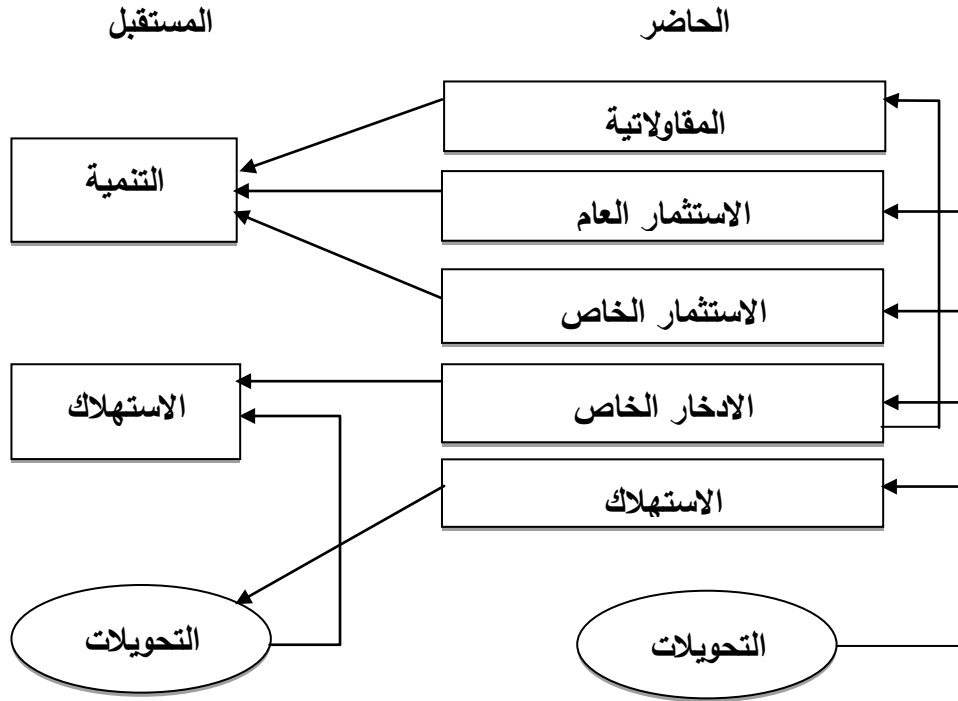 الحاضر
المستقبل
المقاولاتية
الاستثمار العام
الاستثمار الخاص
الادخار الخاص
الاستهلاك
التحويلات
التنمية
الاستهلاك
التحويلات